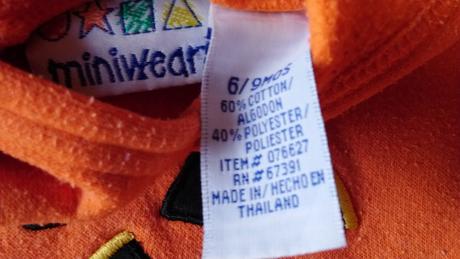 miniwear
6/9MOS
60% COTTON/
ALGODON
40% POLYESTER/
POLIESTER
ITEM# 076627
RN# 67391
MADE IN/HECHO EN
THAILAND